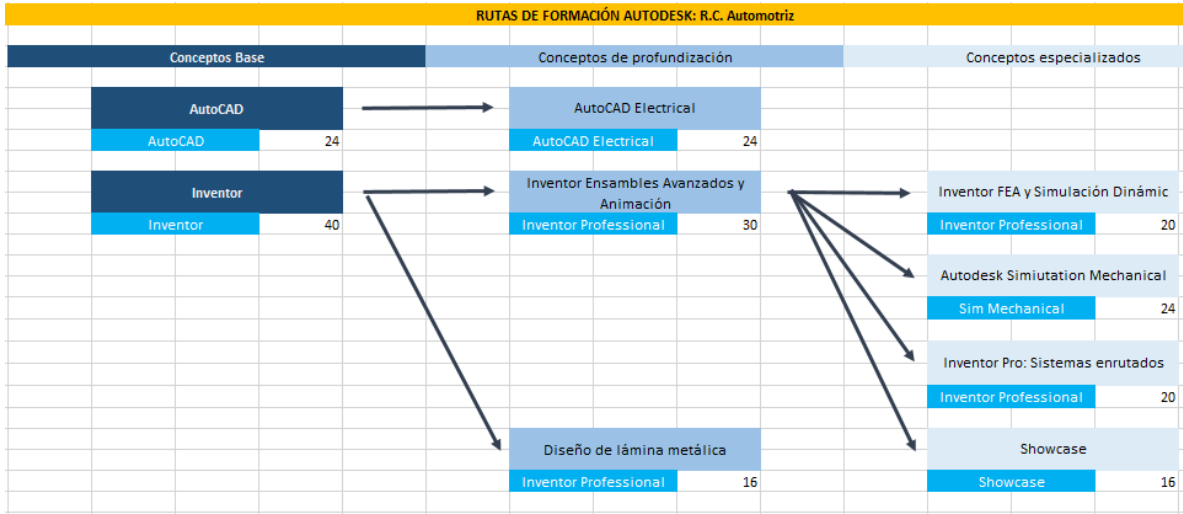 RUTAS DE FORMACIÓN AUTODESK: R.C. Automotriz
Conceptos Base
Conceptos de profundización
Conceptos especializados
AutoCAD
AutoCAD Electrical
AutoCAD 24
AutoCAD Electrical 24
Inventor
Inventor Ensambles Avanzados y
Animación
Inventor FEA y Simulación Dinámic
Inventor 40
Inventor Professional 30
Inventor Professional 20
Autodesk Simiutation Mechanical
Sim Mechanical 24
Inventor Pro: Sistemas enrutados
Inventor Professional 20
Diseño de lámina metálica
Showcase
Inventor Professional 16
Showcase 16